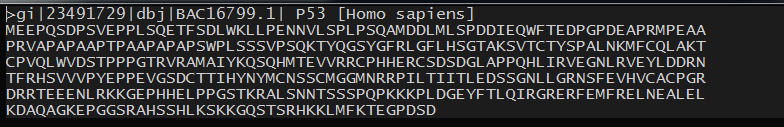 >gi|23491729|dbj|BAC16799.1| P53 [Homo sapiens]
MEEPQSDPSVEPPLSQETFSDLWKLLPENNVLSPLPSQAMDDLMLSPDDIEQWFTEDPGPDEAPRMPEAA
PRVAPAPAAPTPAAPAPAPSWPLSSSVPSQKTYQGSYGFRLGFLHSGTAKSVTCTYSPALNKMFCQLAKT
CPVQLWVDSTPPPGTRVRAMAIYKQSQHMTEVVRRCPHHERCSDSDGLAPPQHLIRVEGNLRVEYLDDRN
TFRHSVVVPYEPPEVGSDCTTIHYNYMCNSSCMGGMNRRPILTIITLEDSSGNLLGRNSFEVHVCACPGR
DRRTEEENLRKKGEPHHELPPGSTKRALSNNTSSSPQPKKKPLDGEYFTLQIRGRERFEMFRELNEALEL
KDAQAGKEPGGSRAHSSHLKSKKGQSTSRHKKLMFKTEGPDSD